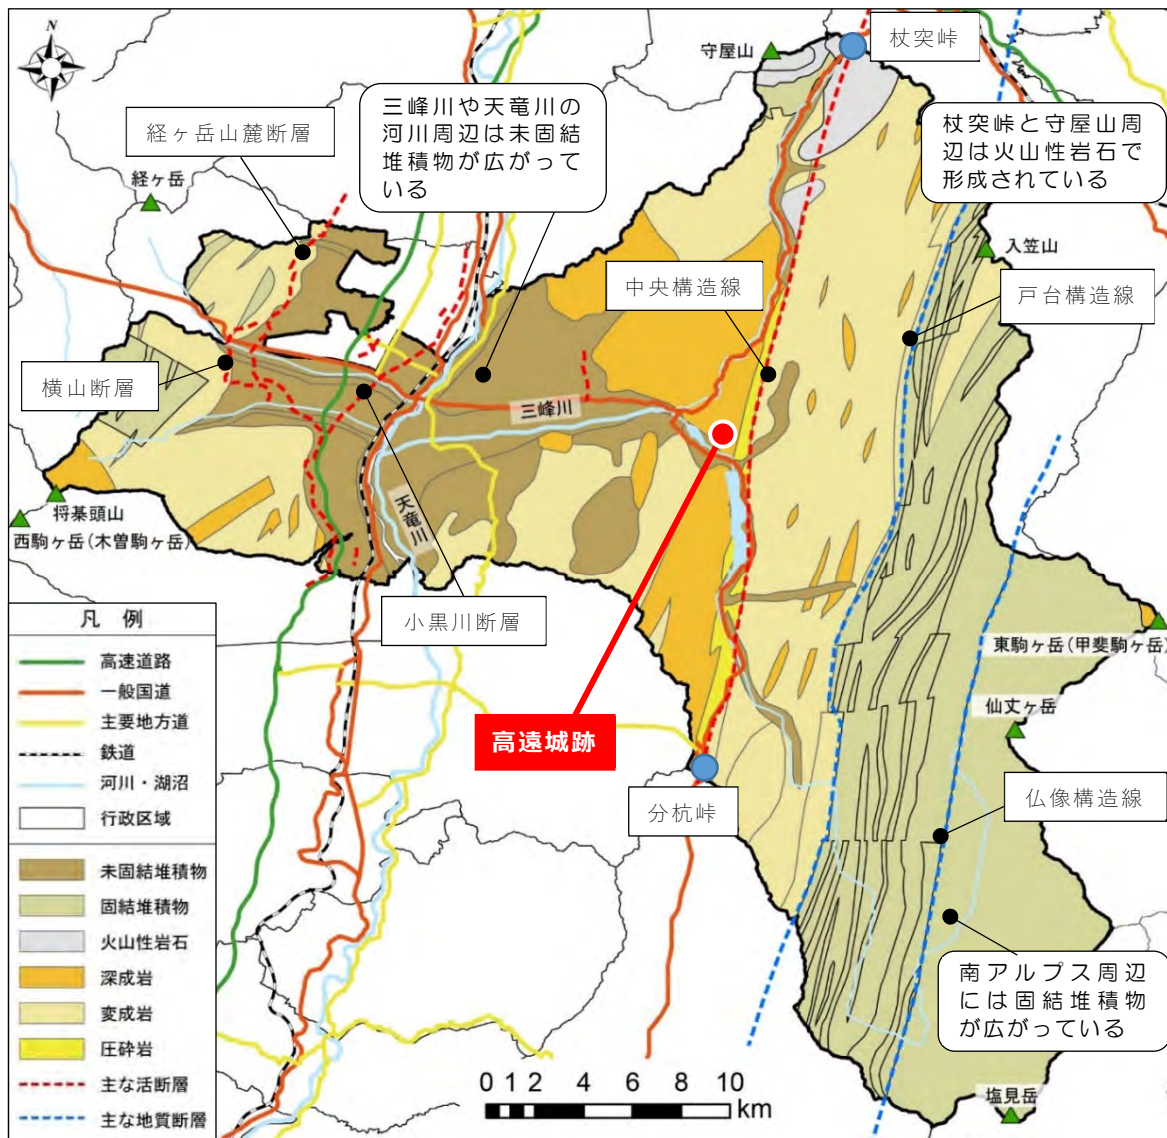 N
守屋山
杖突峠
経ヶ岳山麓断層
三峰川や天竜川の
河川周辺は未固結
堆積物が広がって
いる
杖突峠と守屋山周
辺は火山性岩石で
形成されている
経ヶ岳
入笠山
中央構造線
戸台構造線
横山断層
三峰川
天竜川
将棊頭山
西駒ヶ岳(木曽駒ヶ岳)
小黒川断層
東駒ヶ岳(甲斐駒ヶ岳)
仙丈ヶ岳
高遠城跡
分杭峠
仏像構造線
南アルプス周辺
には固結堆積物
が広がっている
塩見岳
凡 例
高速道路
一般国道
主要地方道
鉄道
河川・湖沼
行政区域
未固結堆積物
固結堆積物
火山性岩石
深成岩
変成岩
圧砕岩
主な活断層
主な地質断層
0 1 2 4 6 8 10
km